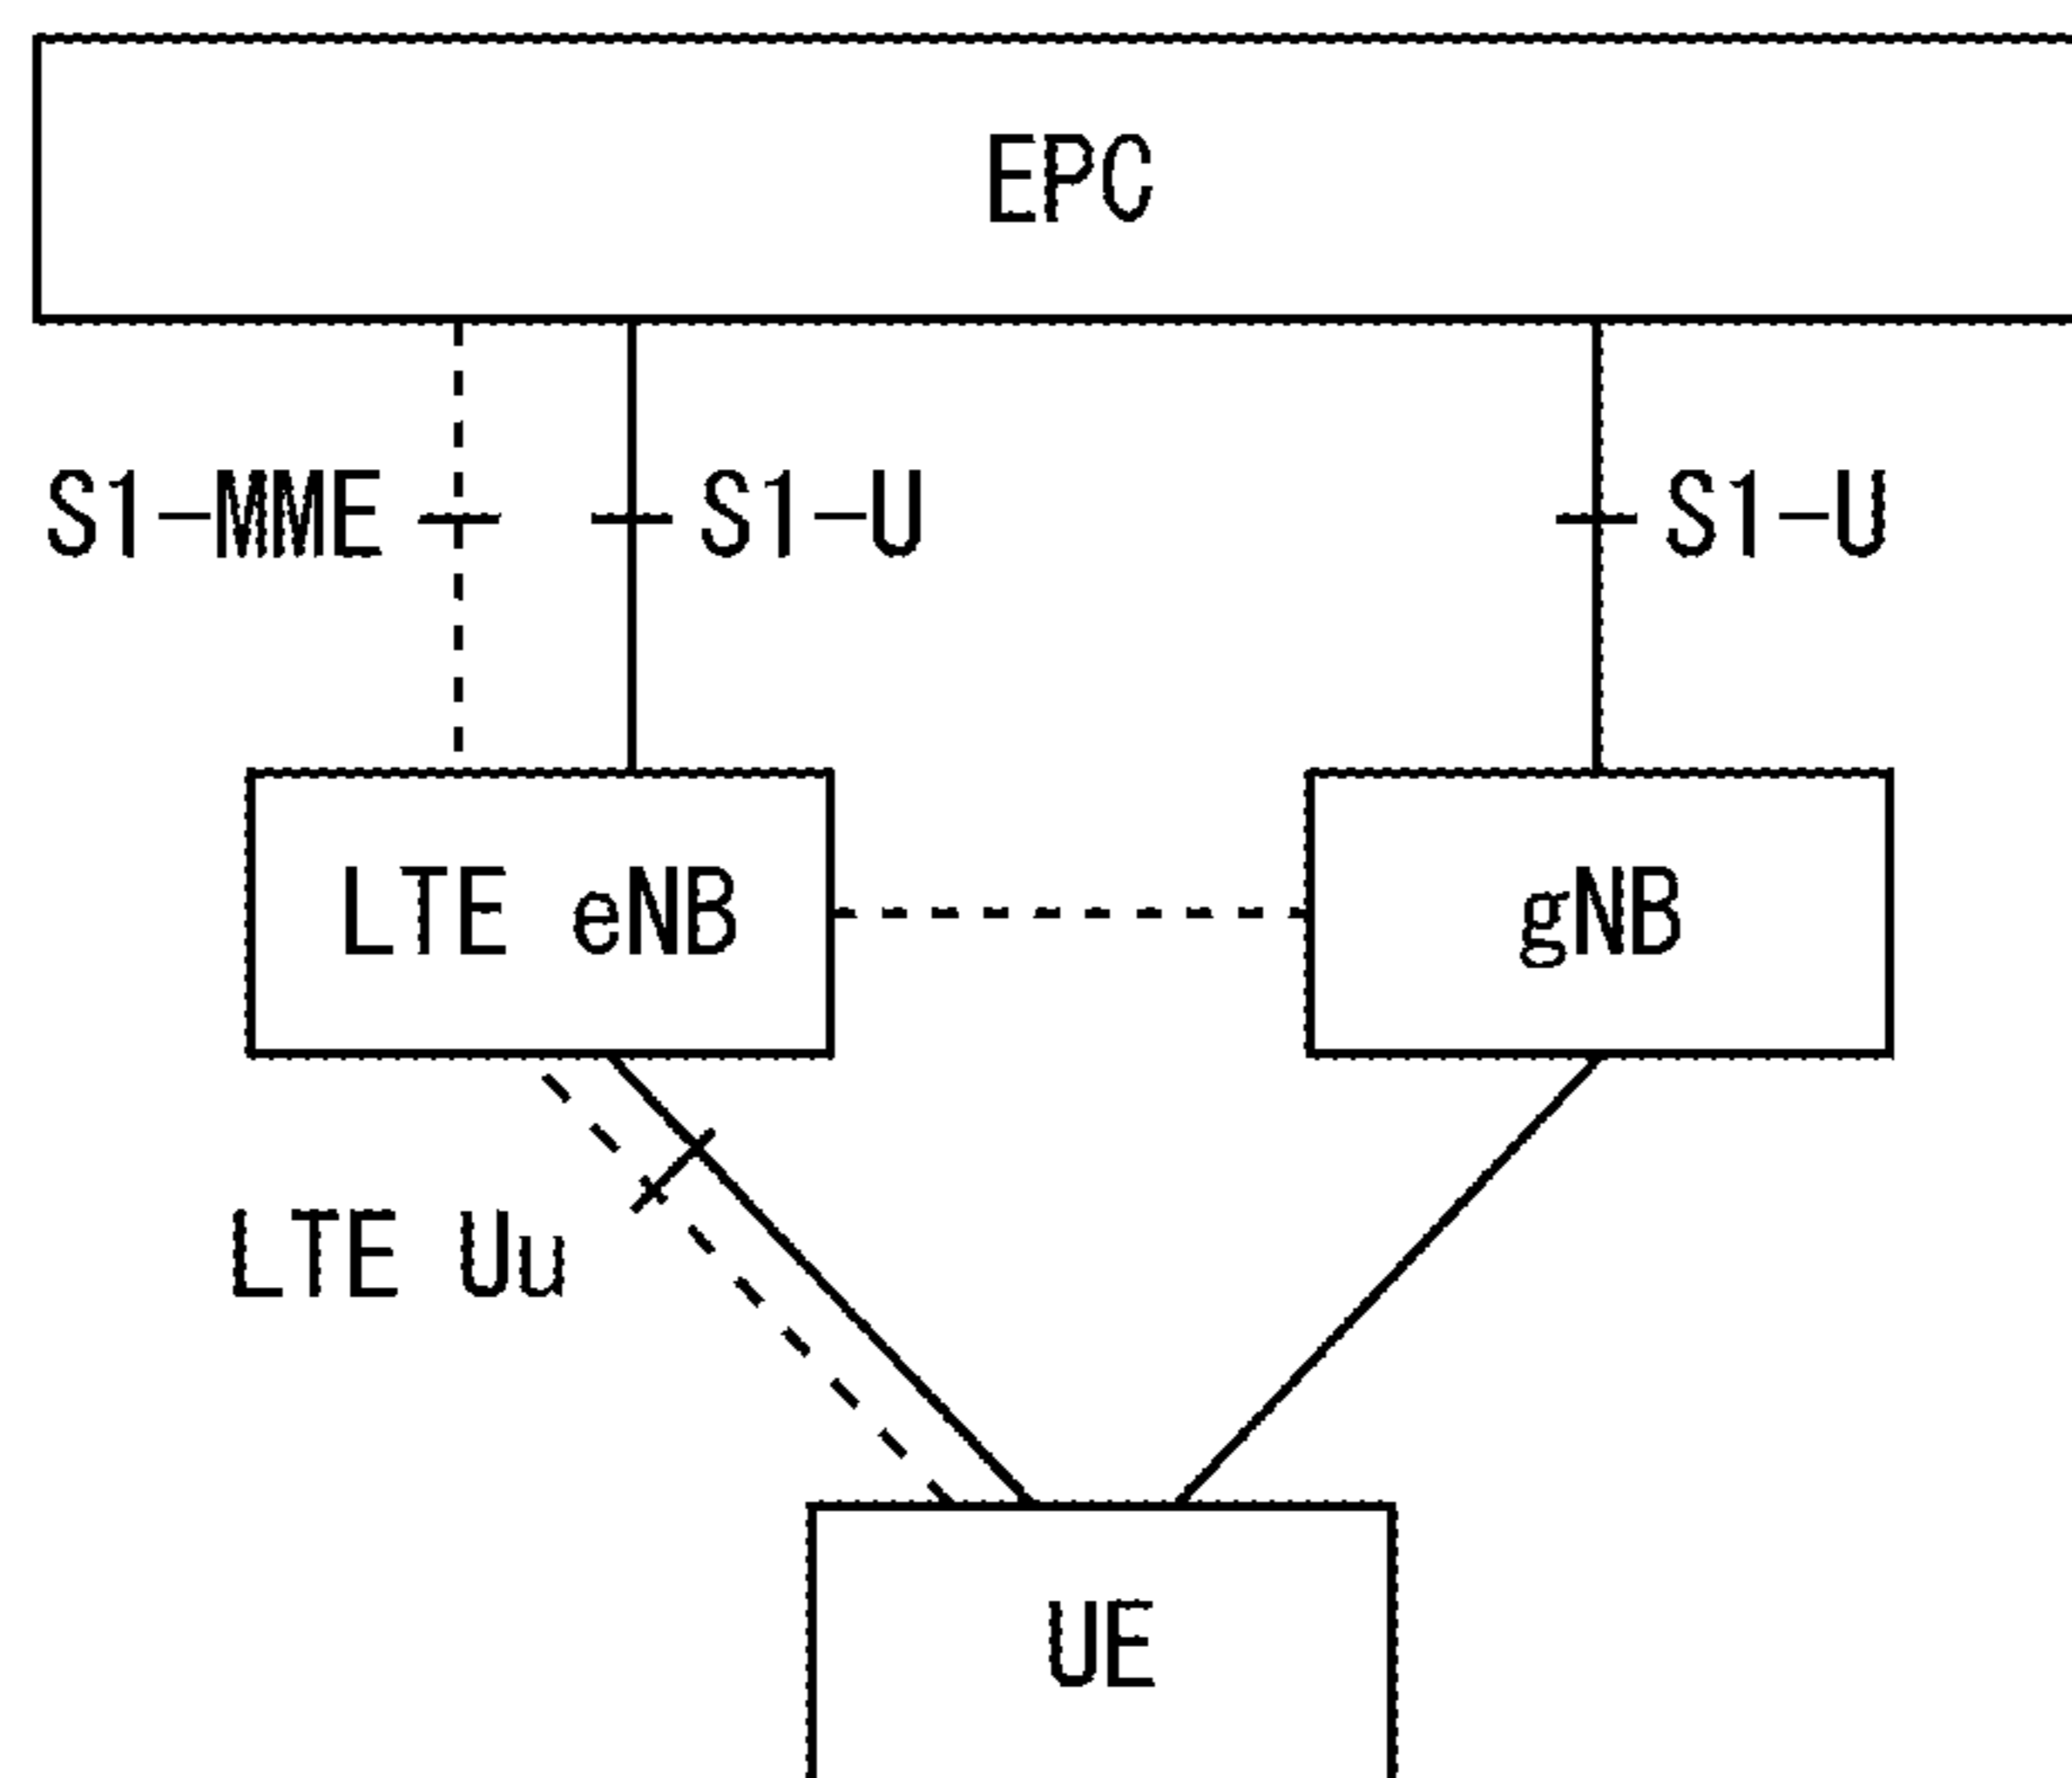 EPC
S1-MME
S1-U
S1-U
LTE eNB
gNB
LTE Uu
UE